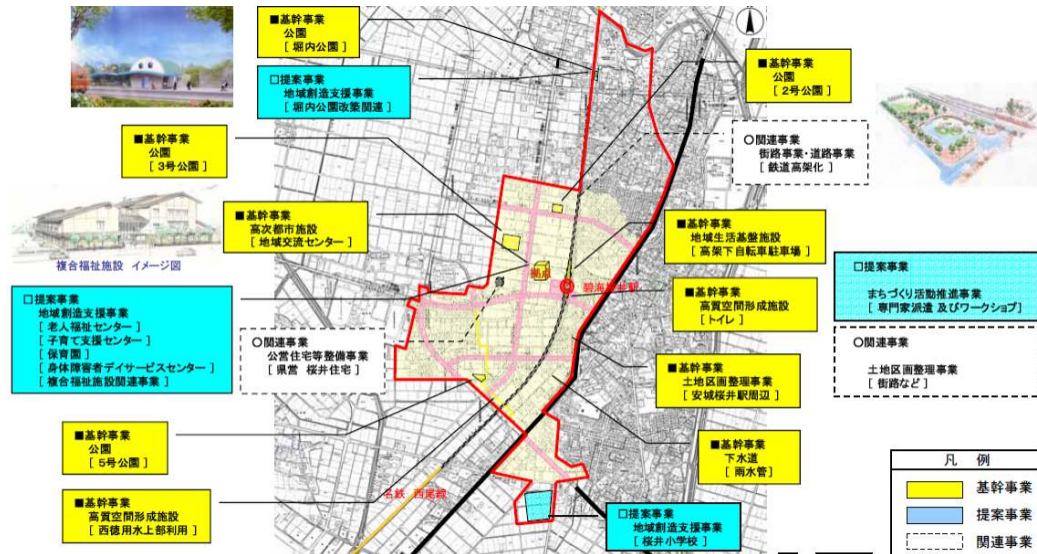 ■基幹事業
公園
[ 堀内公園 ]
□提案事業
地域創造支援事業
[ 堀内公園改築関連 ]
■基幹事業
公園
[ 2号公園 ]
○関連事業
街路事業・道路事業
[ 鉄道高架化 ]
■基幹事業
公園
[ 3号公園 ]
複合福祉施設 イメージ図
■基幹事業
高次都市施設
[ 地域交流センター ]
■基幹事業
地域生活基盤施設
[ 高架下自転車駐車場 ]
拠点
碧海桜井駅
□提案事業
まちづくり活動推進事業
[ 専門家派遣 及びワークショプ]
□提案事業
地域創造支援事業
[ 老人福祉センター ]
[ 子育て支援センター ]
[ 保育園 ]
[ 身体障害者デイサービスセンター ]
[ 複合福祉施設関連事業 ]
■基幹事業
高質空間形成施設
[ トイレ ]
○関連事業
公営住宅等整備事業
[ 県営 桜井住宅 ]
○関連事業
土地区画整理事業
[ 街路など ]
■基幹事業
土地区画整理事業
[ 安城桜井駅周辺 ]
■基幹事業
公園
[ 5号公園 ]
■基幹事業
下水道
[ 雨水管 ]
■基幹事業
高質空間形成施設
[ 西徳用水上部利用 ]
名鉄 西尾線
□提案事業
地域創造支援事業
[ 桜井小学校 ]
凡 例
基幹事業
提案事業
関連事業